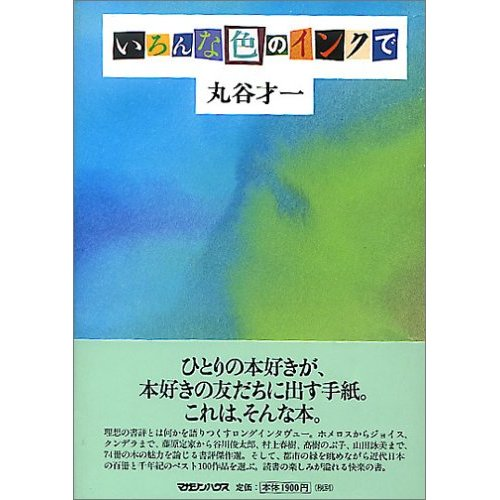 いろんな色のインクで
丸谷才一
ひとりの本好きが、
本好きの友だちに出す手紙。
これは、そんな本。
理想の書評とは何かを語りつくすロングインタヴュー。ホメロスからジョイス、
クンデラまで、藤原定家から谷川俊太郎、村上春樹、髙樹のぶ子、山田詠美まで、
74冊の本の魅力を論じる書評傑作選。そして、都市の緑を眺めながら近代日本
の百冊と千年紀のベスト100作品を選ぶ。読書の楽しみが溢れる快楽の書。
マガジンハウス 定価:本体1900円(税別)